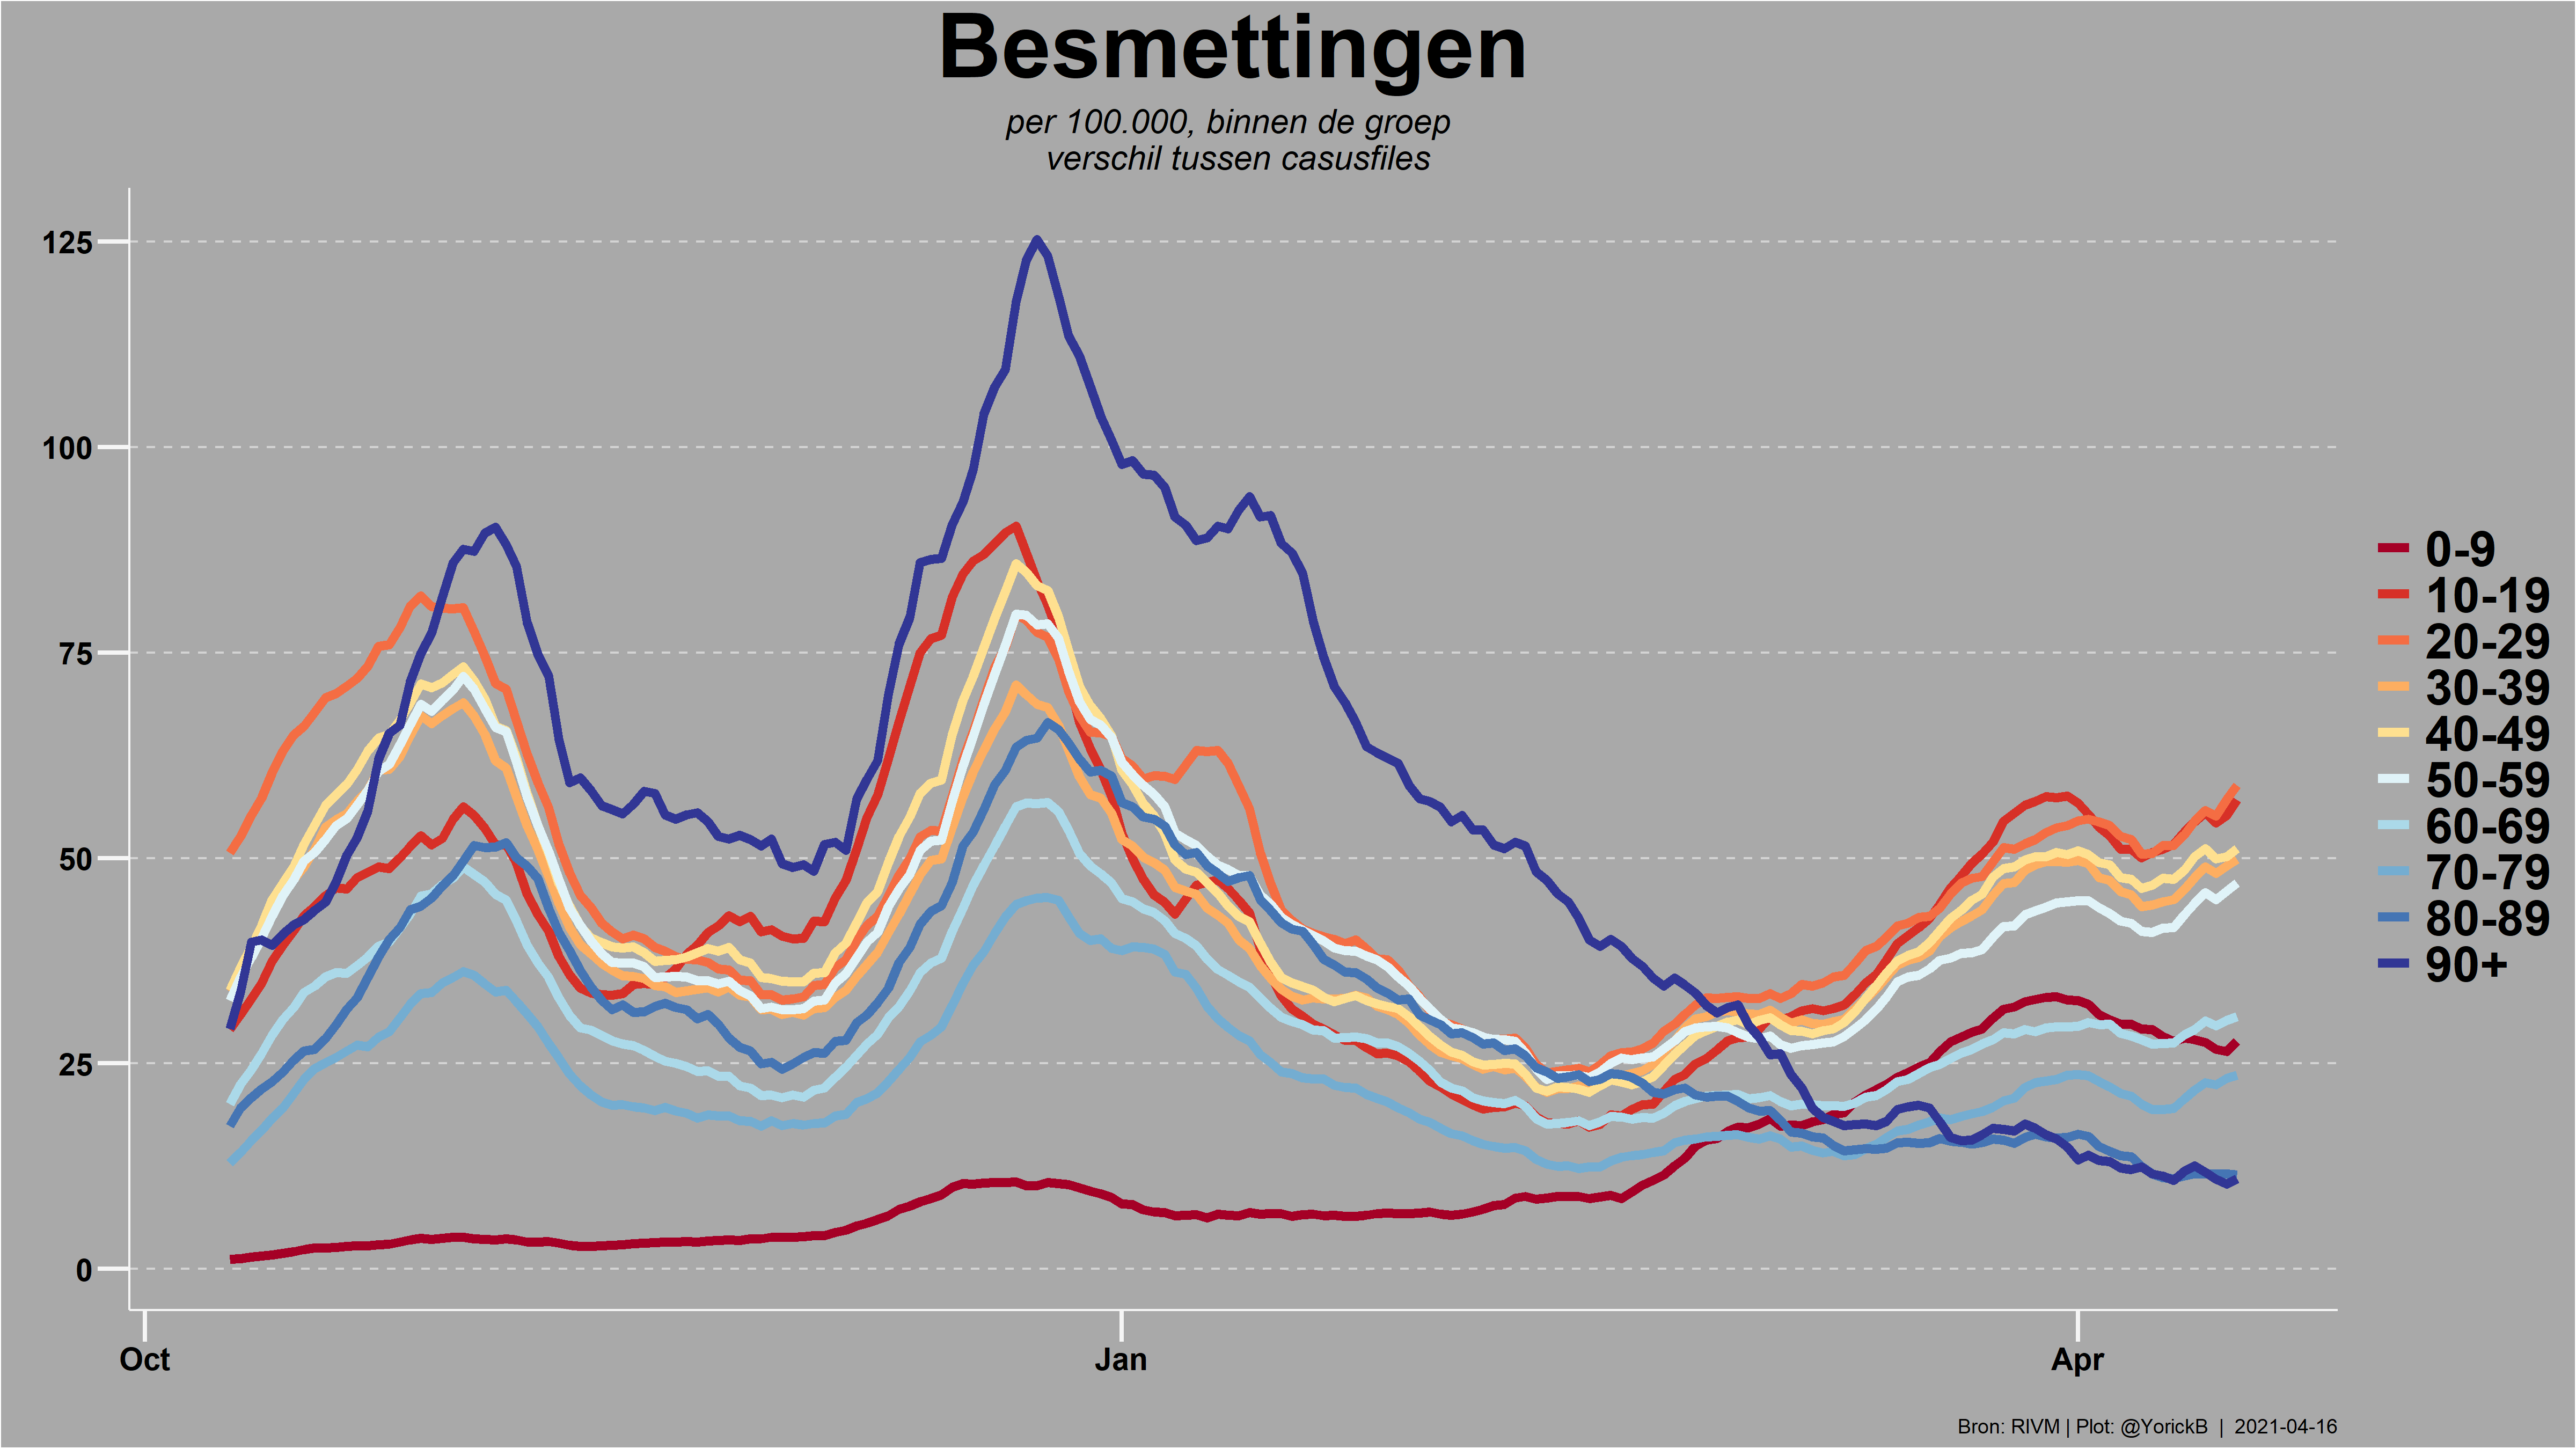 Besmettingen
per 100.000, binnen de groep
verschil tussen casusfiles
125
100
75
50
25
0
Oct
Jan
Apr
0-9
10-19
20-29
30-39
40-49
50-59
60-69
70-79
80-89
90+
Bron: RIVM | Plot: @YorickB | 2021-04-16